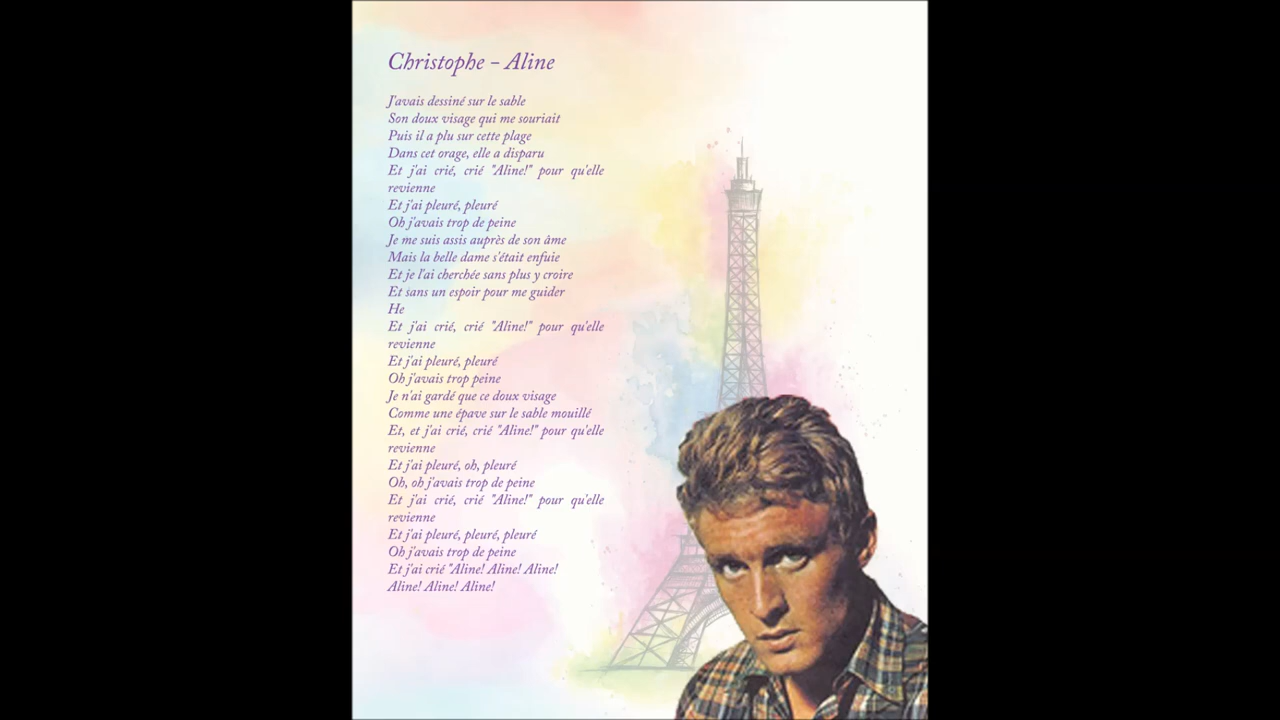 Christophe - Aline
J'avais dessiné sur le sable
Son doux visage qui me souriait
Puis il a plu sur cette plage
Dans cet orage, elle a disparu
Et j'ai crié, crié "Aline!" pour qu'elle
revienne
Et j'ai pleuré, pleuré
Oh j'avais trop de peine
Je me suis assis auprès de son âme
Mais la belle dame s'était enfuie
Et je l'ai cherchée sans plus y croire
Et sans un espoir pour me guider
He
Et j'ai crié, crié "Aline!" pour qu'elle
revienne
Et j'ai pleuré, pleuré
Oh j'avais trop peine
Je n'ai gardé que ce doux visage
Comme une épave sur le sable mouillé
Et, et j'ai crié, crié "Aline!" pour qu'elle
revienne
Et j'ai pleuré, oh, pleuré
Oh, oh j'avais trop de peine
Et j'ai crié, crié "Aline!" pour qu'elle
revienne
Et j'ai pleuré, pleuré, pleuré
Oh j'avais trop de peine
Et j'ai crié "Aline! Aline! Aline!
Aline! Aline! Aline!